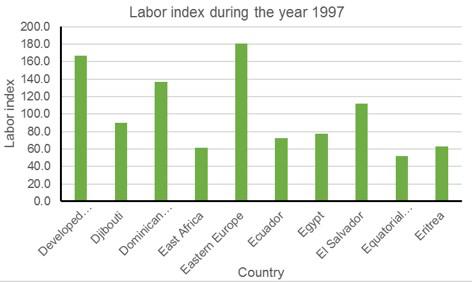 Labor index during the year 1997
200.0
180.0
160.0
140.0
120.0
100.0
80.0
60.0
40.0
20.0
0.0
Labor index
Developed...
Djibouti
Dominican...
East Africa
Eastern Europe
Ecuador
Egypt
El Salvador
Equatorial...
Eritrea
Country